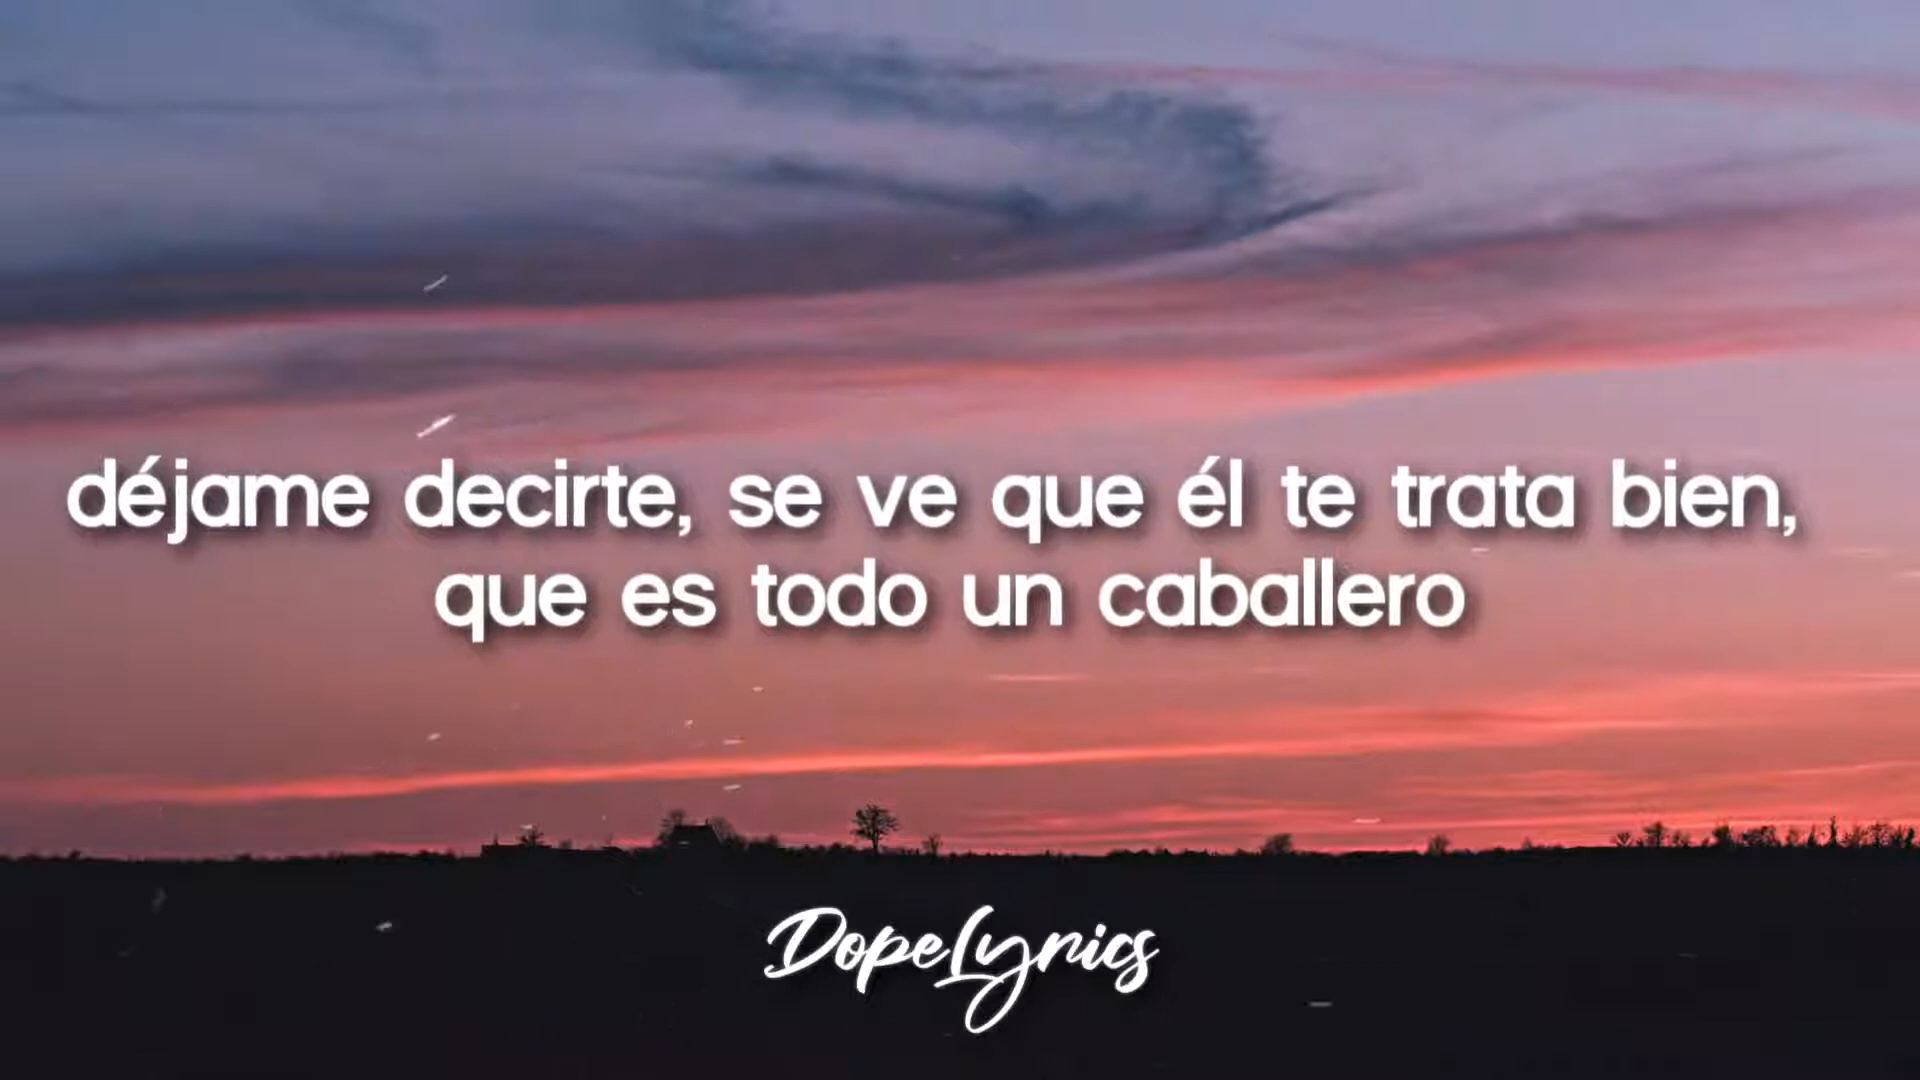 déjame decirte, se ve que él te trata bien,
que es todo un caballero
DopeLyrics